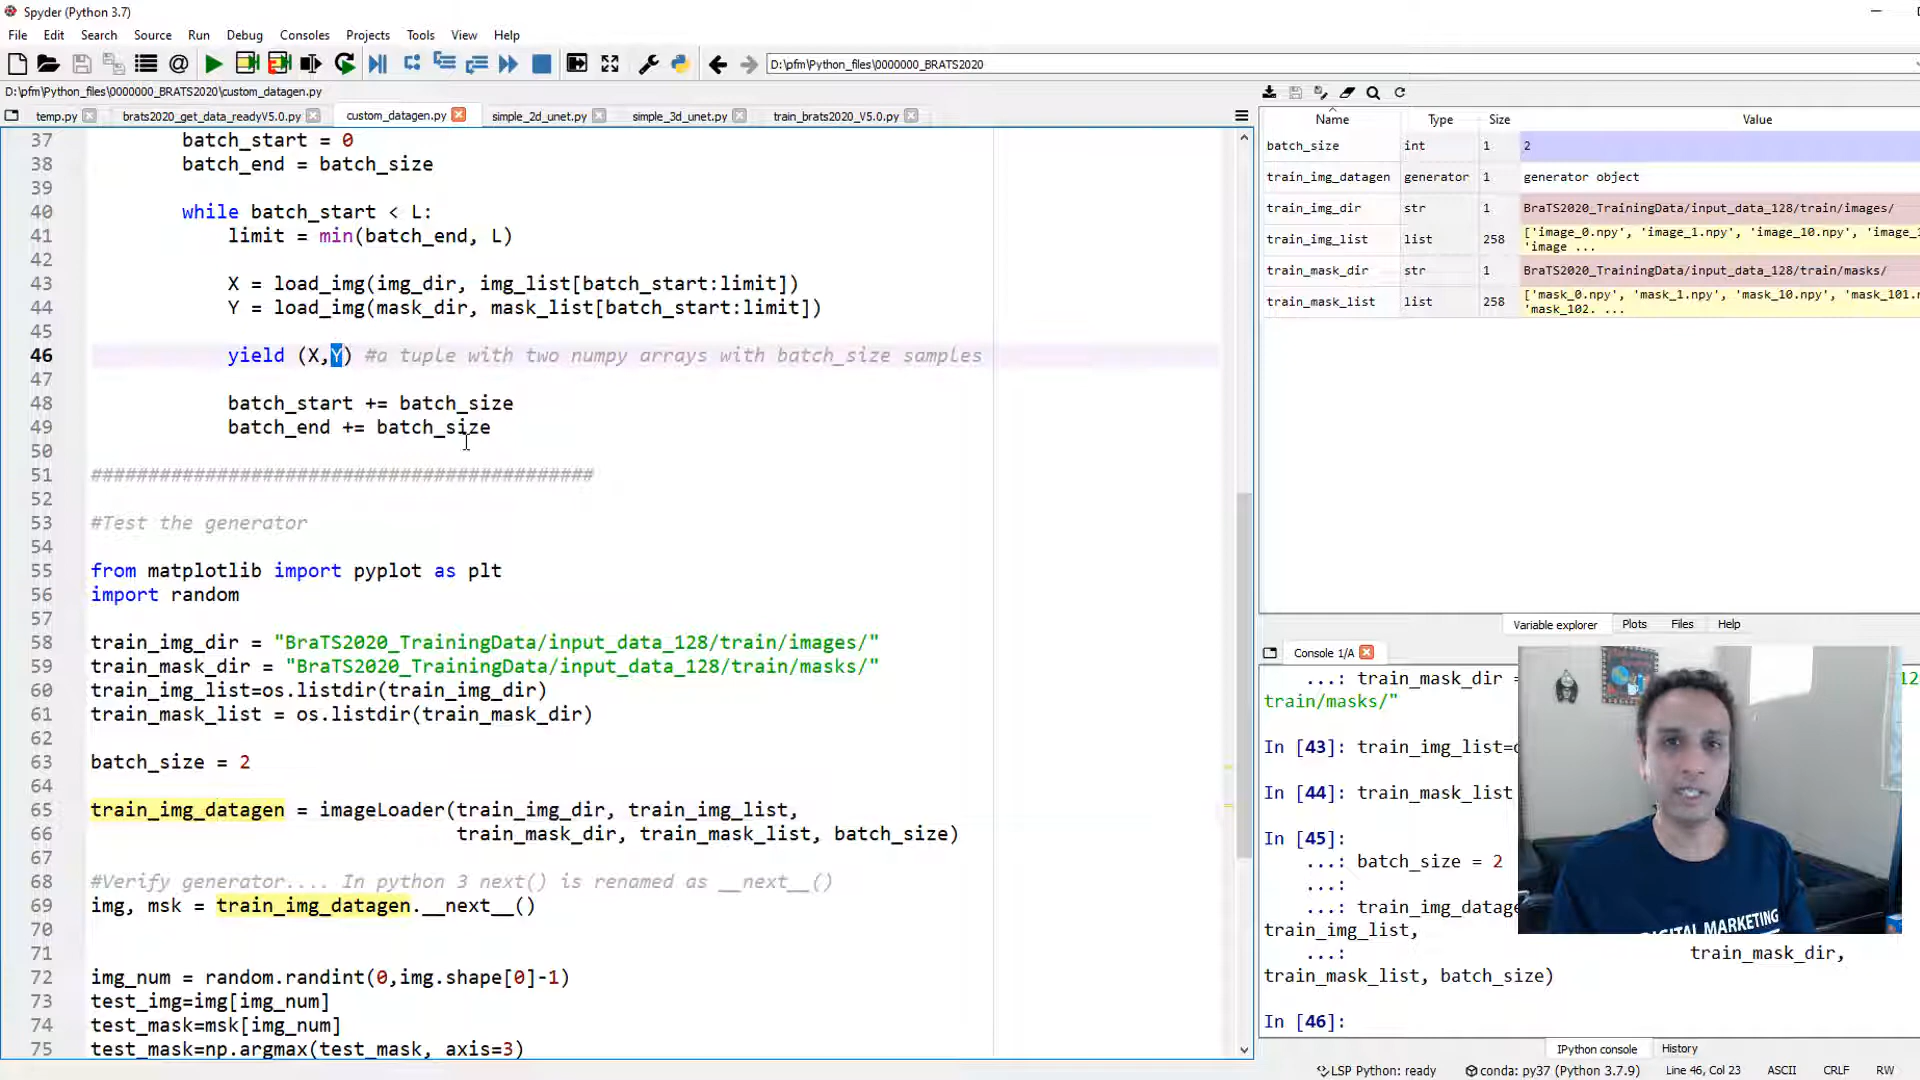 Spyder (Python 3.7)
File Edit Search Source Run Debug Consoles Projects Tools View Help
D:\pfm\Python_files\0000000_BRATS2020
D:\pfm\Python_files\0000000_BRATS2020\custom_datagen.py
temp.py brats2020_get_data_readyV5.0.py custom_datagen.py simple_2d_unet.py simple_3d_unet.py train_brats2020_V5.0.py
37 batch_start = 0
38 batch_end = batch_size
39
40 while batch_start < L:
41 limit = min(batch_end, L)
42
43 X = load_img(img_dir, img_list[batch_start:limit])
44 Y = load_img(mask_dir, mask_list[batch_start:limit])
45
46 yield (X,Y) #a tuple with two numpy arrays with batch_size samples
47
48 batch_start += batch_size
49 batch_end += batch_size
50
51 ############################################
52
53 #Test the generator
54
55 from matplotlib import pyplot as plt
56 import random
57
58 train_img_dir = "BraTS2020_TrainingData/input_data_128/train/images/"
59 train_mask_dir = "BraTS2020_TrainingData/input_data_128/train/masks/"
60 train_img_list=os.listdir(train_img_dir)
61 train_mask_list = os.listdir(train_mask_dir)
62
63 batch_size = 2
64
65 train_img_datagen = imageLoader(train_img_dir, train_img_list,
66 train_mask_dir, train_mask_list, batch_size)
67
68 #Verify generator.... In python 3 next() is renamed as __next__()
69 img, msk = train_img_datagen.__next__()
70
71
72 img_num = random.randint(0,img.shape[0]-1)
73 test_img=img[img_num]
74 test_mask=msk[img_num]
75 test_mask=np.argmax(test_mask, axis=3)
Name Type Size Value
batch_size int 1 2
train_img_datagen generator 1 generator object
train_img_dir str 1 BraTS2020_TrainingData/input_data_128/train/images/
train_img_list list 258 ['image_0.npy', 'image_1.npy', 'image_10.npy', 'image_1
'image ...
train_mask_dir str 1 BraTS2020_TrainingData/input_data_128/train/masks/
train_mask_list list 258 ['mask_0.npy', 'mask_1.npy', 'mask_10.npy', 'mask_101.n
'mask_102. ...
Variable explorer Plots Files Help
Console 1/A
...: train_mask_dir = 12
train/masks/"
In [43]: train_img_list=o
In [44]: train_mask_list
In [45]:
...: batch_size = 2
...:
...: train_img_datage
train_img_list,
...: train_mask_dir,
train_mask_list, batch_size)
In [46]:
DIGITAL MARKETING
IPython console History
LSP Python: ready conda: py37 (Python 3.7.9) Line 46, Col 23 ASCII CRLF RW